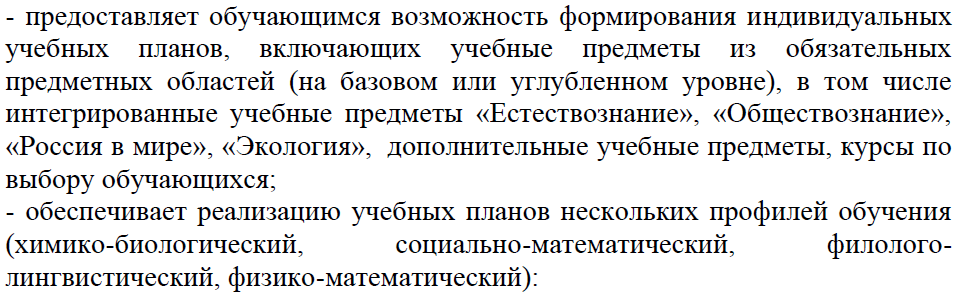 - предоставляет обучающимся возможность формирования индивидуальных
учебных планов, включающих учебные предметы из обязательных
предметных областей (на базовом или углубленном уровне), в том числе
интегрированные учебные предметы «Естествознание», «Обществознание»,
«Россия в мире», «Экология», дополнительные учебные предметы, курсы по
выбору обучающихся;
- обеспечивает реализацию учебных планов нескольких профилей обучения
(химико-биологический, социально-математический, филолого-
лингвистический, физико-математический):